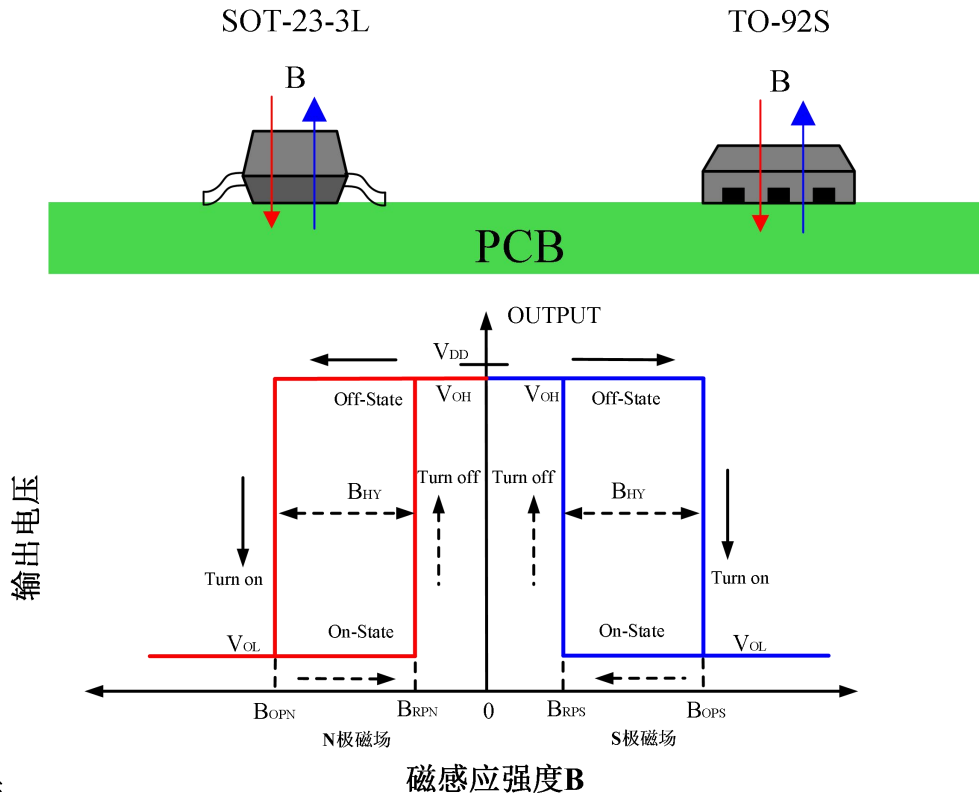 SOT-23-3L
TO-92S
B
B
PCB
OUTPUT
VDD
VOH
VOH
Off-State
Off-State
Turn off
Turn off
BHY
BHY
输出电压
Turn on
Turn on
On-State
On-State
VOL
VOL
BOPN
BRPN
0
BRPS
BOPS
N极磁场
S极磁场
磁感应强度B